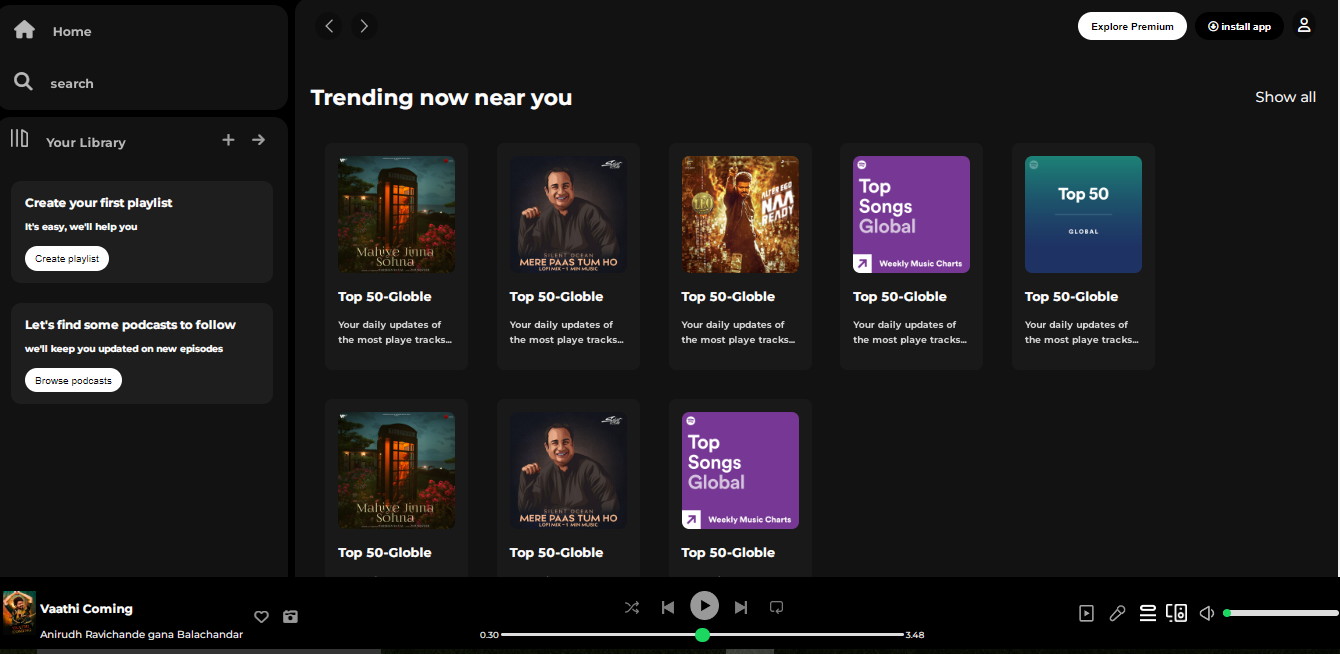 Home
search
Your Library
Create your first playlist
It's easy, we'll help you
Create playlist
Let's find some podcasts to follow
we'll keep you updated on new episodes
Browse podcasts
Explore Premium
install app
Trending now near you
Show all
Mahiye Jinna
Sohna
Top 50-Globle
Your daily updates of
the most playe tracks...
SILENT OCEAN
MERE PAAS TUM HO
LOFI MIX - 1 MIN MUSIC
Top 50-Globle
Your daily updates of
the most playe tracks...
1M
ALTER EGO
NAA
READY
Top 50-Globle
Your daily updates of
the most playe tracks...
Top
Songs
Global
Weekly Music Charts
Top 50-Globle
Your daily updates of
the most playe tracks...
Top 50
GLOBAL
Top 50-Globle
Your daily updates of
the most playe tracks...
Mahiye Jinna
Sohna
Top 50-Globle
SILENT OCEAN
MERE PAAS TUM HO
LOFI MIX - 1 MIN MUSIC
Top 50-Globle
Top
Songs
Global
Weekly Music Charts
Top 50-Globle
Vaathi Coming
Anirudh Ravichande gana Balachandar
0.30
3.48